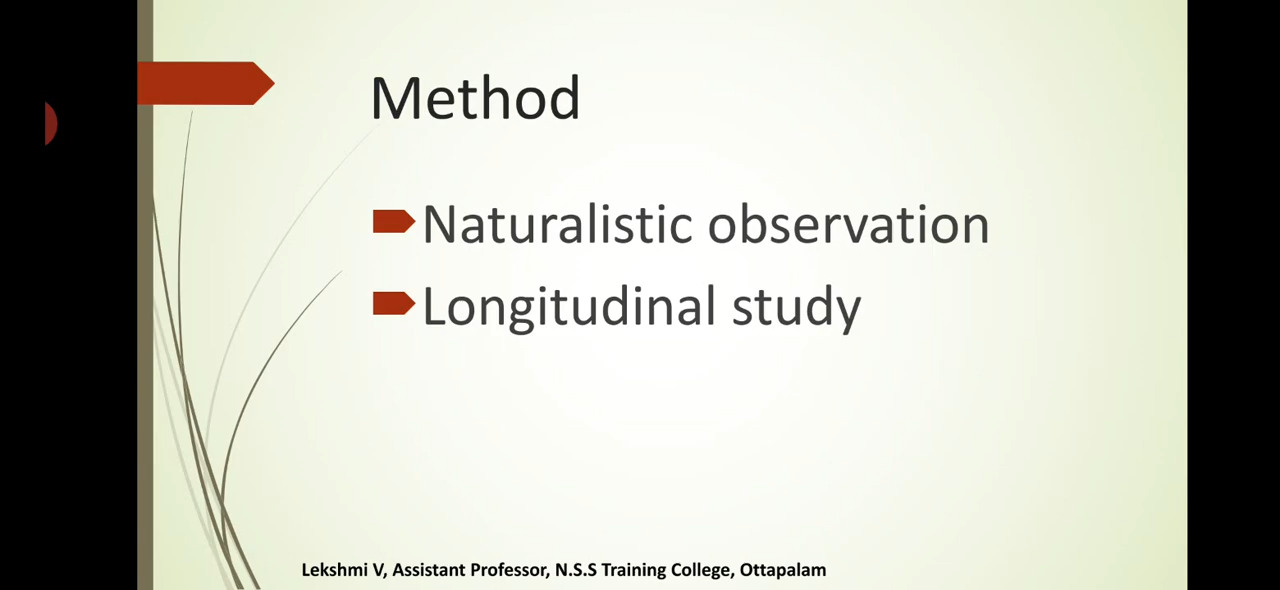 Method
Naturalistic observation
Longitudinal study
Lekshmi V, Assistant Professor, N.S.S Training College, Ottapalam